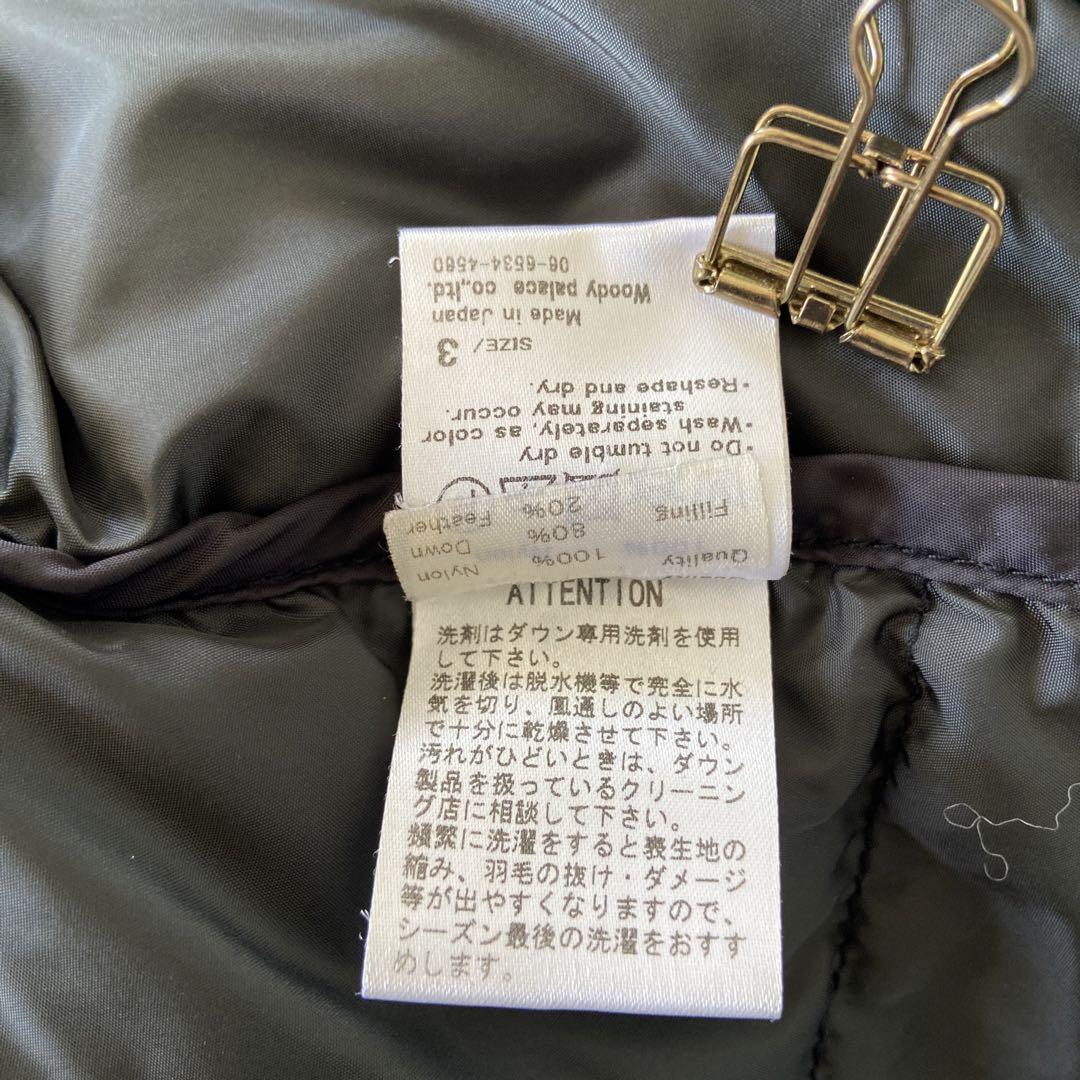 06-6534-4560
Woody palace co.,ltd.
Made in Japan
SIZE/ 3
・Reshape and dry.
staining may occur.
・Wash separately, as color
・Do not tumble dry
Filling
Feather 20%
Down 80%
Quality
Nylon 100%
ATTENTION
洗剤はダウン専用洗剤を使用
して下さい。
洗濯後は脱水機等で完全に水
気を切り、風通しのよい場所
で十分に乾燥させて下さい。
汚れがひどいときは、ダウン
製品を扱っているクリーニン
グ店に相談して下さい。
頻繁に洗濯をすると表生地の
縮み、羽毛の抜け・ダメージ
等が出やすくなりますので、
シーズン最後の洗濯をおすす
めします。